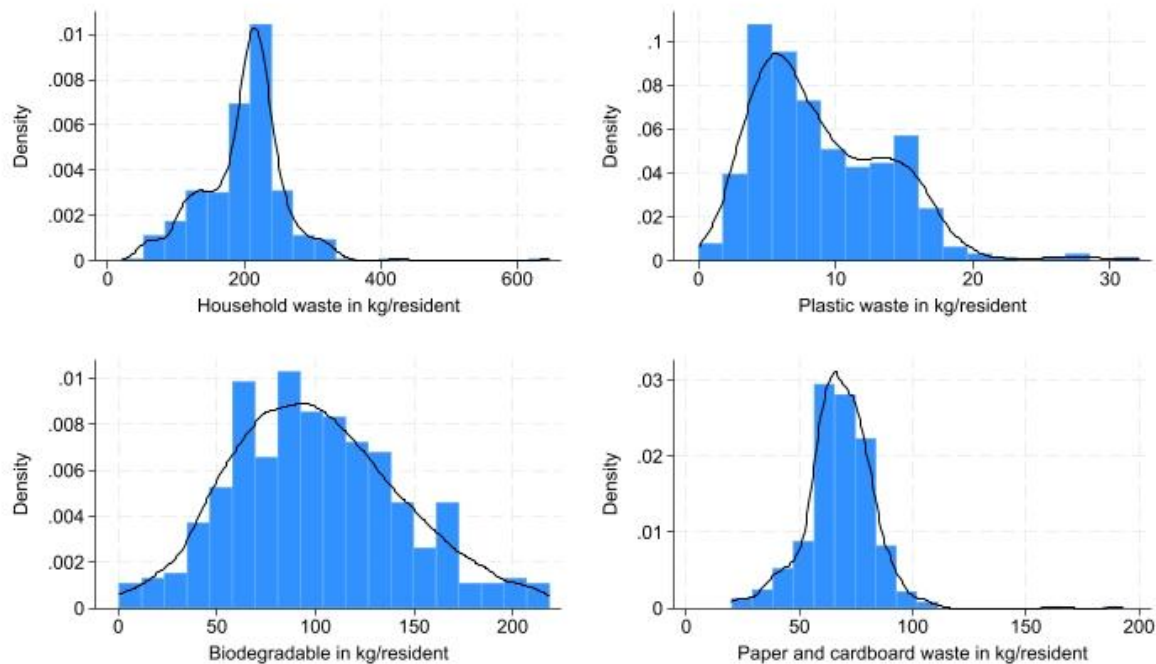 .01
.008
.006
.004
.002
0
Density
0 200 400 600
Household waste in kg/resident
.1
.08
.06
.04
.02
0
Density
0 10 20 30
Plastic waste in kg/resident
.01
.008
.006
.004
.002
0
Density
0 50 100 150 200
Biodegradable in kg/resident
.03
.02
.01
0
Density
0 50 100 150 200
Paper and cardboard waste in kg/resident